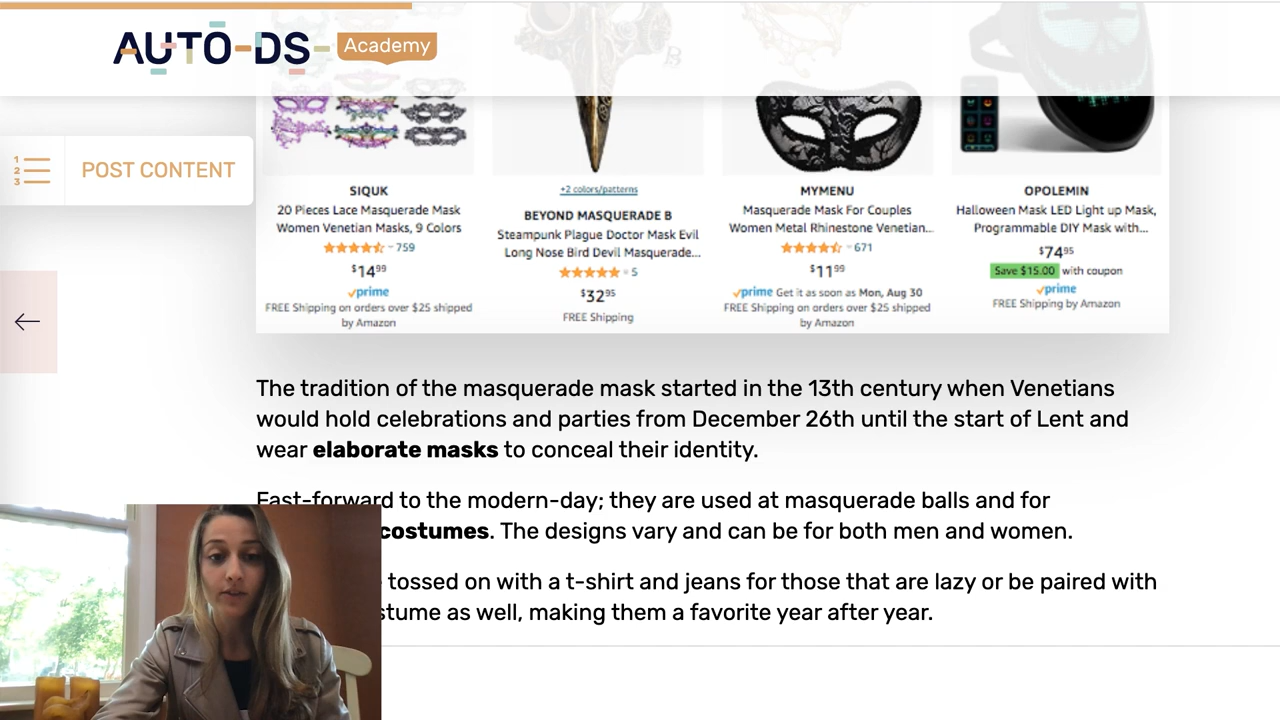 AUTO-DS-
Academy
1
2
3
POST CONTENT
SIQUK
20 Pieces Lace Masquerade Mask
Women Venetian Masks, 9 Colors
759
$14.99
prime
FREE Shipping on orders over $25 shipped
by Amazon
+2 colors/patterns
BEYOND MASQUERADE B
Steampunk Plague Doctor Mask Evil
Long Nose Bird Devil Masquerade...
5
$32.95
FREE Shipping
MYMENU
Masquerade Mask For Couples
Women Metal Rhinestone Venetian...
671
$11.99
prime Get it as soon as Mon, Aug 30
FREE Shipping on orders over $25 shipped
by Amazon
OPOLEMIN
Halloween Mask LED Light up Mask,
Programmable DIY Mask with...
$74.95
Save $15.00 with coupon
prime
FREE Shipping by Amazon
The tradition of the masquerade mask started in the 13th century when Venetians
would hold celebrations and parties from December 26th until the start of Lent and
wear elaborate masks to conceal their identity.
Fast-forward to the modern-day; they are used at masquerade balls and for
costumes. The designs vary and can be for both men and women.
tossed on with a t-shirt and jeans for those that are lazy or be paired with
stume as well, making them a favorite year after year.